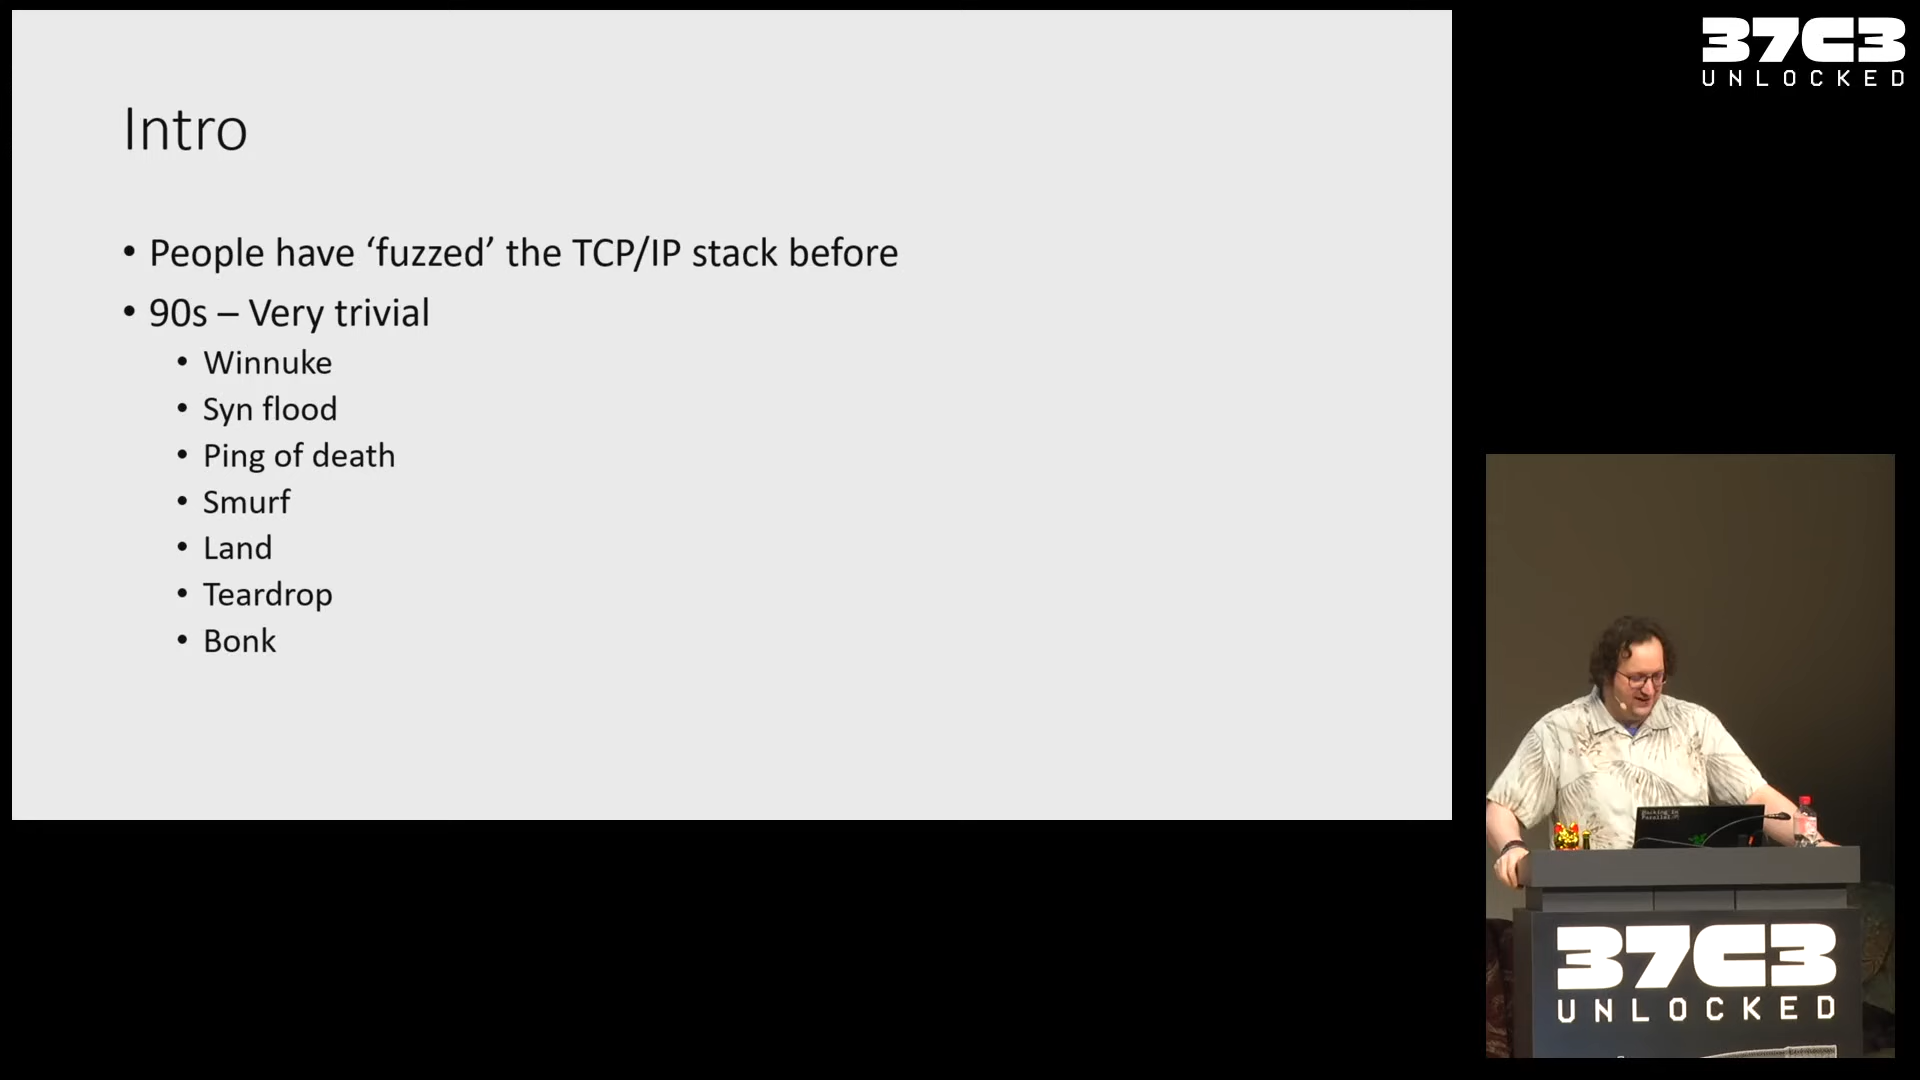 37C3
UNLOCKED
Intro
• People have ‘fuzzed’ the TCP/IP stack before
• 90s – Very trivial
• Winnuke
• Syn flood
• Ping of death
• Smurf
• Land
• Teardrop
• Bonk
37C3
UNLOCKED